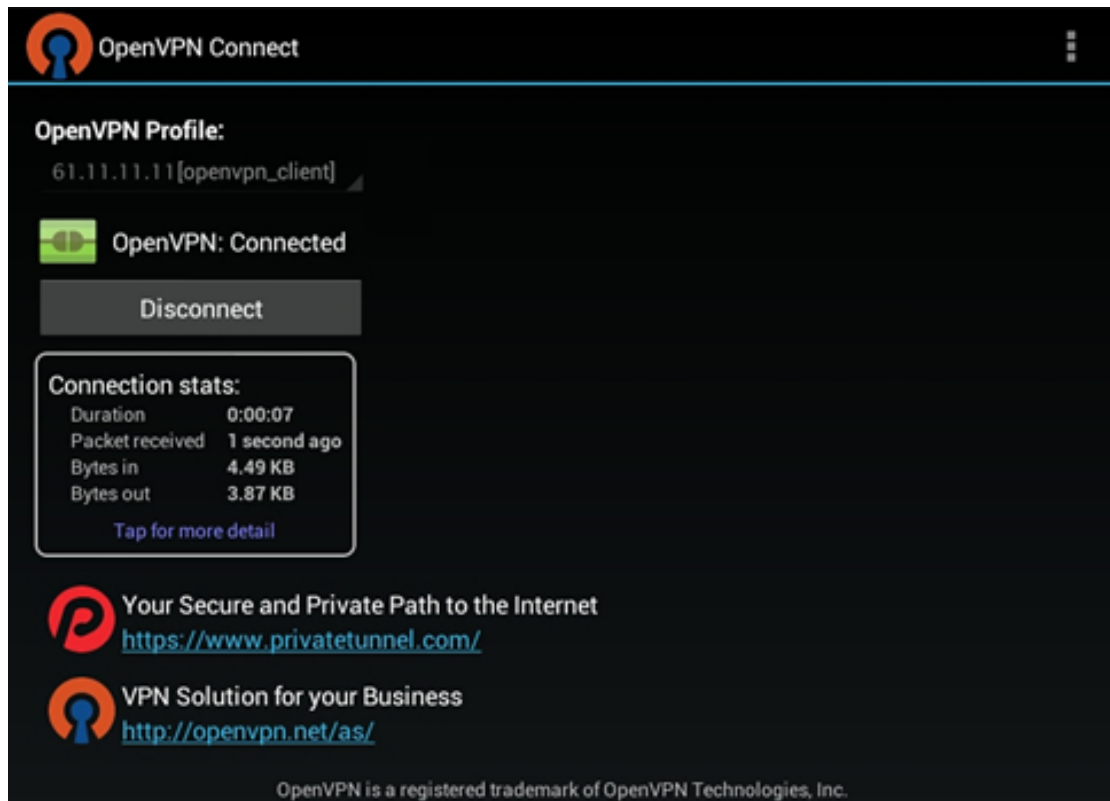 OpenVPN Connect
OpenVPN Profile:
61.11.11.11[openvpn_client]
OpenVPN: Connected
Disconnect
Connection stats:
Duration 0:00:07
Packet received 1 second ago
Bytes in 4.49 KB
Bytes out 3.87 KB
Tap for more detail
Your Secure and Private Path to the Internet
https://www.privatetunnel.com/
VPN Solution for your Business
http://openvpn.net/as/
OpenVPN is a registered trademark of OpenVPN Technologies, Inc.